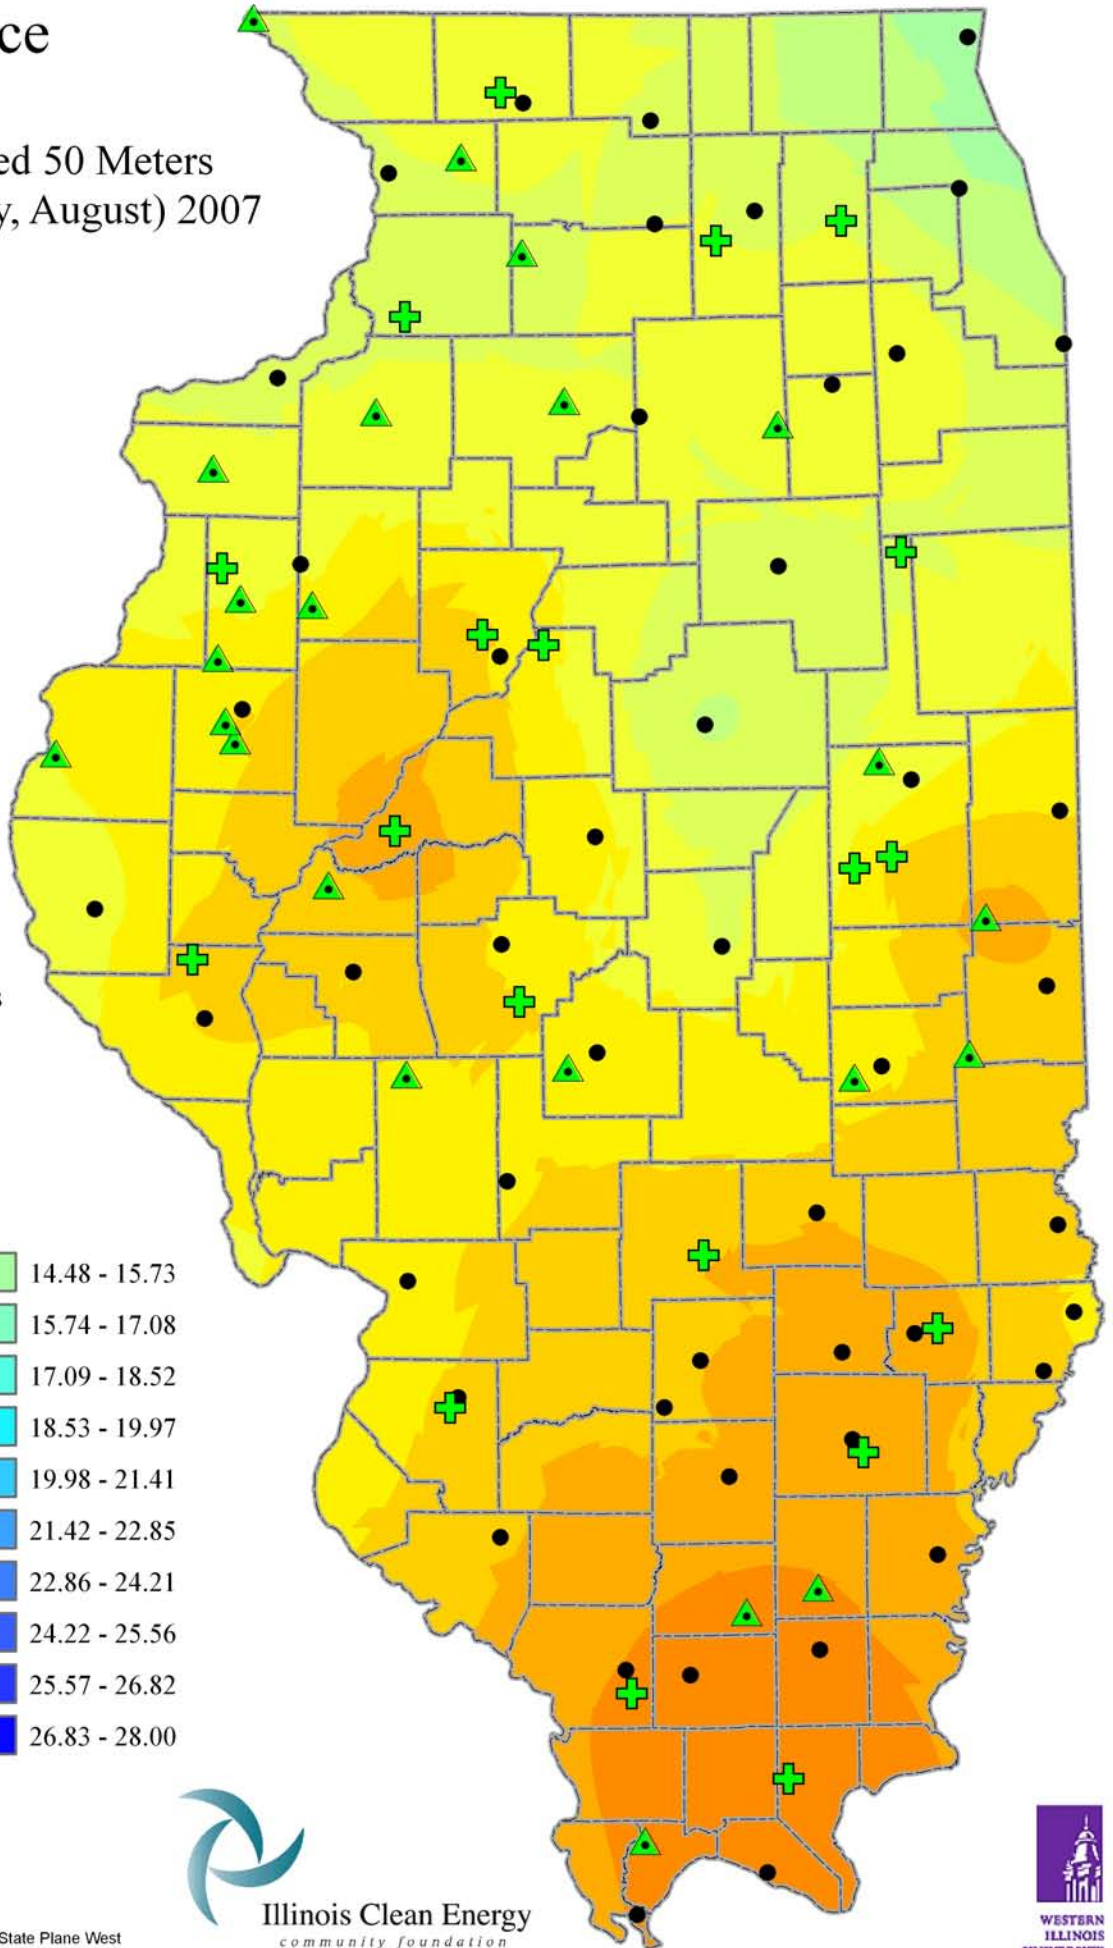 ce
ed 50 Meters
y, August) 2007
s
14.48 - 15.73
15.74 - 17.08
17.09 - 18.52
18.53 - 19.97
19.98 - 21.41
21.42 - 22.85
22.86 - 24.21
24.22 - 25.56
25.57 - 26.82
26.83 - 28.00
Illinois Clean Energy
community foundation
State Plane West
WESTERN
ILLINOIS